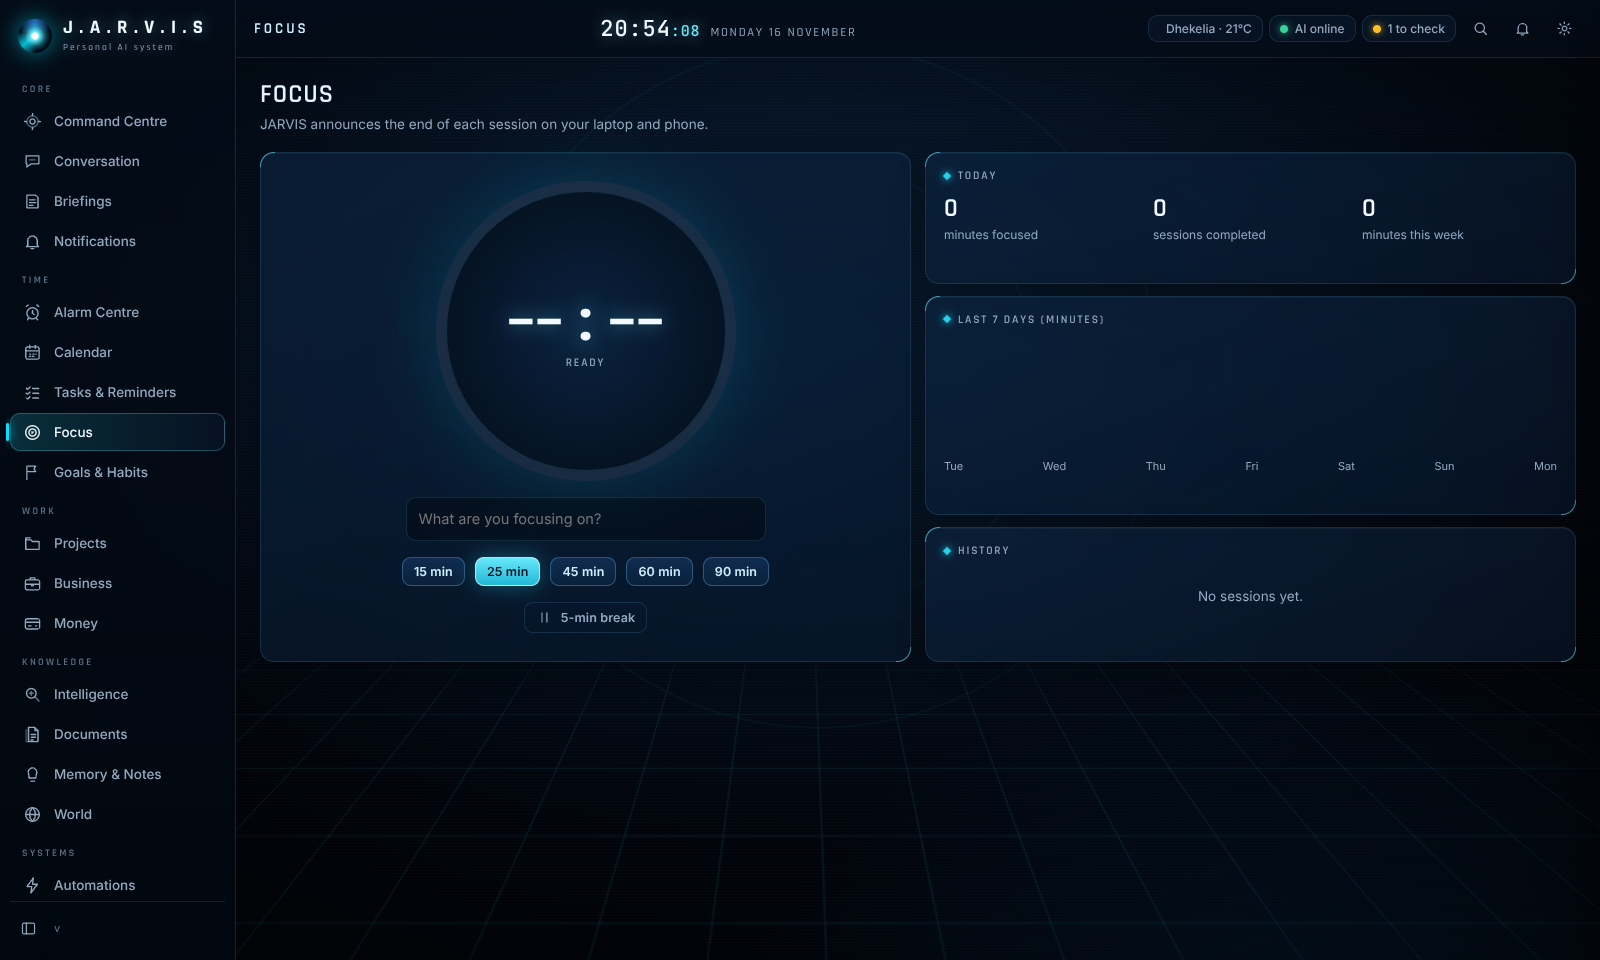 J.A.R.V.I.S
Personal AI system
CORE
Command Centre
Conversation
Briefings
Notifications
TIME
Alarm Centre
Calendar
Tasks & Reminders
Focus
Goals & Habits
WORK
Projects
Business
Money
KNOWLEDGE
Intelligence
Documents
Memory & Notes
World
SYSTEMS
Automations
v
FOCUS
20:54:08 MONDAY 16 NOVEMBER
Dhekelia · 21°C
AI online
1 to check
FOCUS
JARVIS announces the end of each session on your laptop and phone.
--:--
READY
What are you focusing on?
15 min 25 min 45 min 60 min 90 min
5-min break
TODAY
0 0 0
minutes focused sessions completed minutes this week
LAST 7 DAYS (MINUTES)
Tue Wed Thu Fri Sat Sun Mon
HISTORY
No sessions yet.